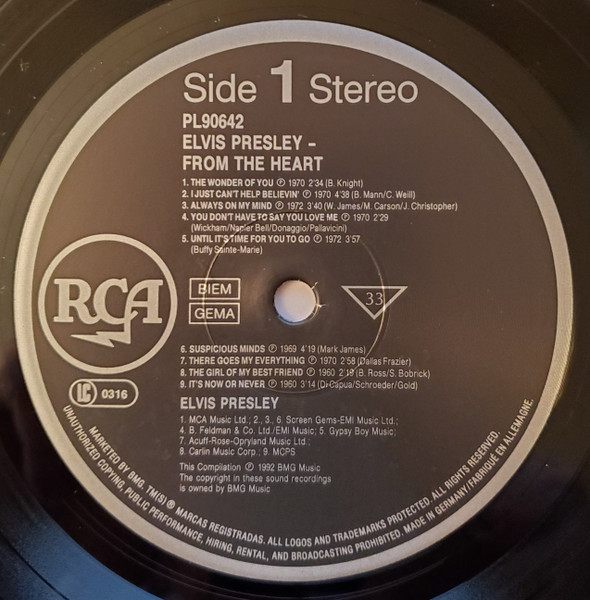 Side 1 Stereo
PL90642
ELVIS PRESLEY -
FROM THE HEART
1. THE WONDER OF YOU ℗ 1970 2'34 (B. Knight)
2. I JUST CAN'T HELP BELIEVIN' ℗ 1970 4'38 (B. Mann/C. Weill)
3. ALWAYS ON MY MIND ℗ 1972 3'40 (W. James/M. Carson/J. Christopher)
4. YOU DON'T HAVE TO SAY YOU LOVE ME ℗ 1970 2'29
(Wickham/Napier Bell/Donaggio/Pallavicini)
5. UNTIL IT'S TIME FOR YOU TO GO ℗ 1972 3'57
(Buffy Sainte-Marie)
RCA
BIEM
GEMA
33
6. SUSPICIOUS MINDS ℗ 1969 4'19 (Mark James)
7. THERE GOES MY EVERYTHING ℗ 1970 2'58 (Dallas Frazier)
8. THE GIRL OF MY BEST FRIEND ℗ 1960 2'19 (B. Ross/S. Bobrick)
9. IT'S NOW OR NEVER ℗ 1960 3'14 (Di Capua/Schroeder/Gold)
LC 0316
ELVIS PRESLEY
1. MCA Music Ltd.; 2., 3., 6. Screen Gems-EMI Music Ltd.;
4. B. Feldman & Co. Ltd./EMI Music; 5. Gypsy Boy Music;
7. Acuff-Rose-Opryland Music Ltd.;
8. Carlin Music Corp.; 9. MCPS
This Compilation ℗ 1992 BMG Music
The copyright in these sound recordings
is owned by BMG Music
MARKETED BY BMG. TM(S) ® MARCAS REGISTRADAS. ALL LOGOS AND TRADEMARKS PROTECTED. ALL RIGHTS RESERVED.
UNAUTHORIZED COPYING, PUBLIC PERFORMANCE, HIRING, RENTAL, AND BROADCASTING PROHIBITED. MADE IN GERMANY/FABRIQUÉ EN ALLEMAGNE.